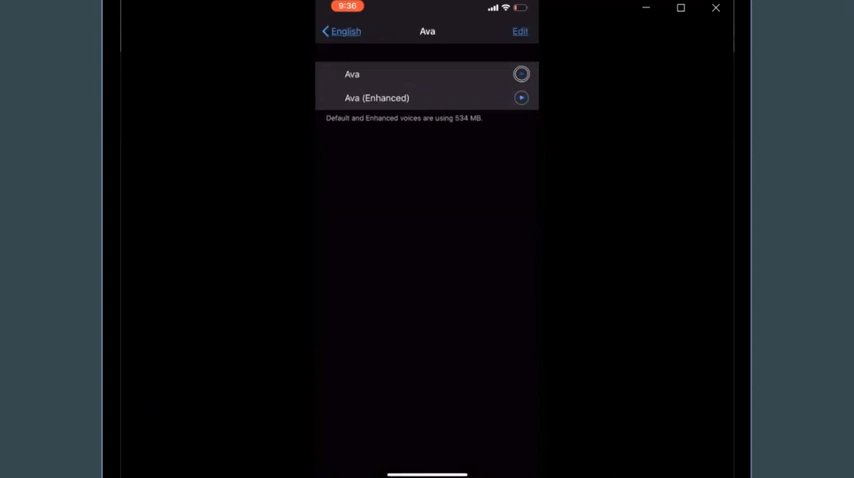 9:36
English
Ava
Edit
Ava
Ava (Enhanced)
Default and Enhanced voices are using 534 MB.